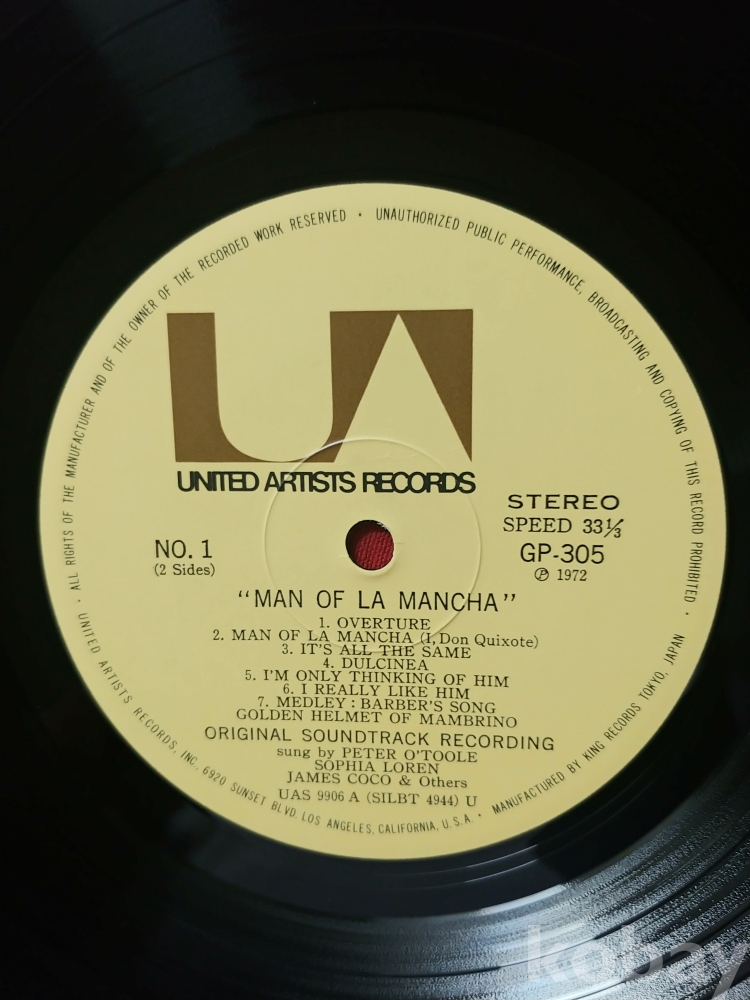 ALL RIGHTS OF THE MANUFACTURER AND OF THE OWNER OF THE RECORDED WORK RESERVED · UNAUTHORIZED PUBLIC PERFORMANCE, BROADCASTING AND COPYING OF THIS RECORD PROHIBITED ·
UA
UNITED ARTISTS RECORDS
STEREO
SPEED 33⅓
NO. 1
(2 Sides)
GP-305
℗ 1972
"MAN OF LA MANCHA"
1. OVERTURE
2. MAN OF LA MANCHA (I, Don Quixote)
3. IT'S ALL THE SAME
4. DULCINEA
5. I'M ONLY THINKING OF HIM
6. I REALLY LIKE HIM
7. MEDLEY : BARBER'S SONG
GOLDEN HELMET OF MAMBRINO
ORIGINAL SOUNDTRACK RECORDING
sung by PETER O'TOOLE
SOPHIA LOREN
JAMES COCO & Others
UAS 9906 A (SILBT 4944) U
UNITED ARTISTS RECORDS, INC. 6920 SUNSET BLVD. LOS ANGELES, CALIFORNIA, U.S.A. · MANUFACTURED BY KING RECORDS TOKYO, JAPAN
kobay